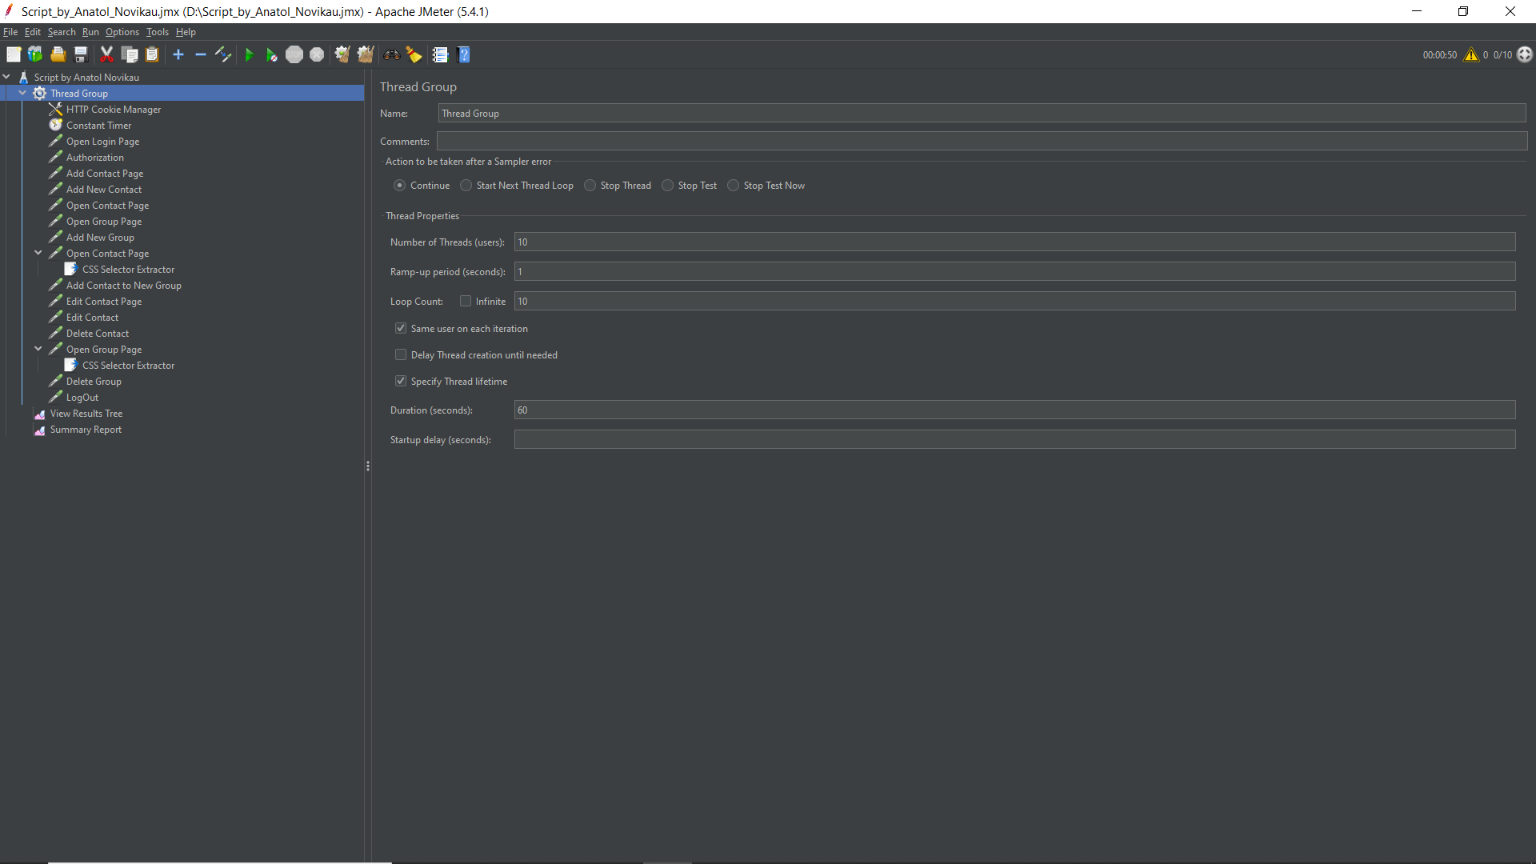 Script_by_Anatol_Novikau.jmx (D:\Script_by_Anatol_Novikau.jmx) - Apache JMeter (5.4.1)
File Edit Search Run Options Tools Help
00:00:50 0 0/10
Script by Anatol Novikau
Thread Group
HTTP Cookie Manager
Constant Timer
Open Login Page
Authorization
Add Contact Page
Add New Contact
Open Contact Page
Open Group Page
Add New Group
Open Contact Page
CSS Selector Extractor
Add Contact to New Group
Edit Contact Page
Edit Contact
Delete Contact
Open Group Page
CSS Selector Extractor
Delete Group
LogOut
View Results Tree
Summary Report
Thread Group
Name: Thread Group
Comments:
Action to be taken after a Sampler error
Continue Start Next Thread Loop Stop Thread Stop Test Stop Test Now
Thread Properties
Number of Threads (users): 10
Ramp-up period (seconds): 1
Loop Count: Infinite 10
Same user on each iteration
Delay Thread creation until needed
Specify Thread lifetime
Duration (seconds): 60
Startup delay (seconds):